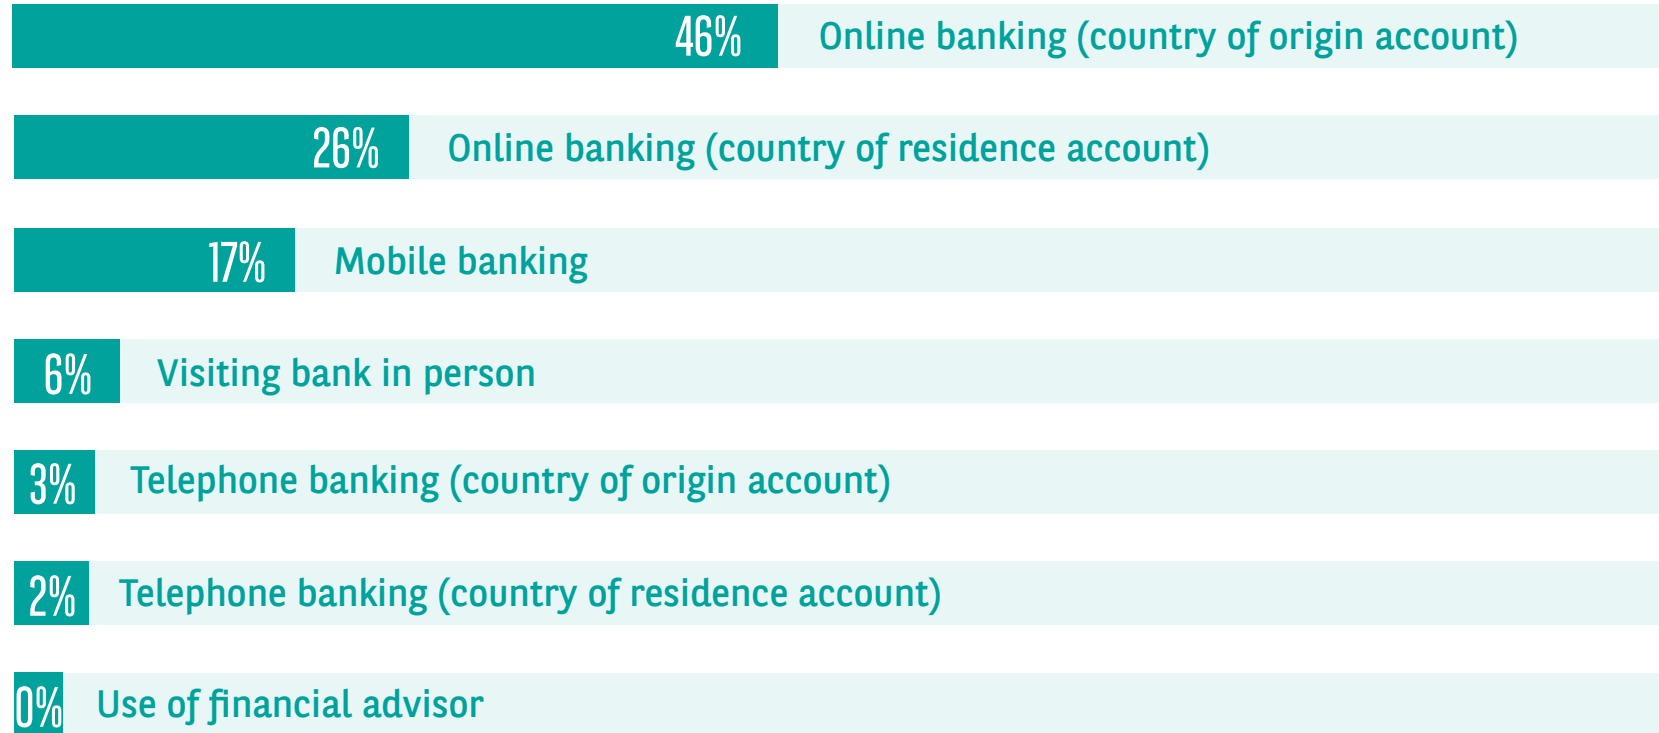 46% Online banking (country of origin account)
26% Online banking (country of residence account)
17% Mobile banking
6% Visiting bank in person
3% Telephone banking (country of origin account)
2% Telephone banking (country of residence account)
0% Use of financial advisor